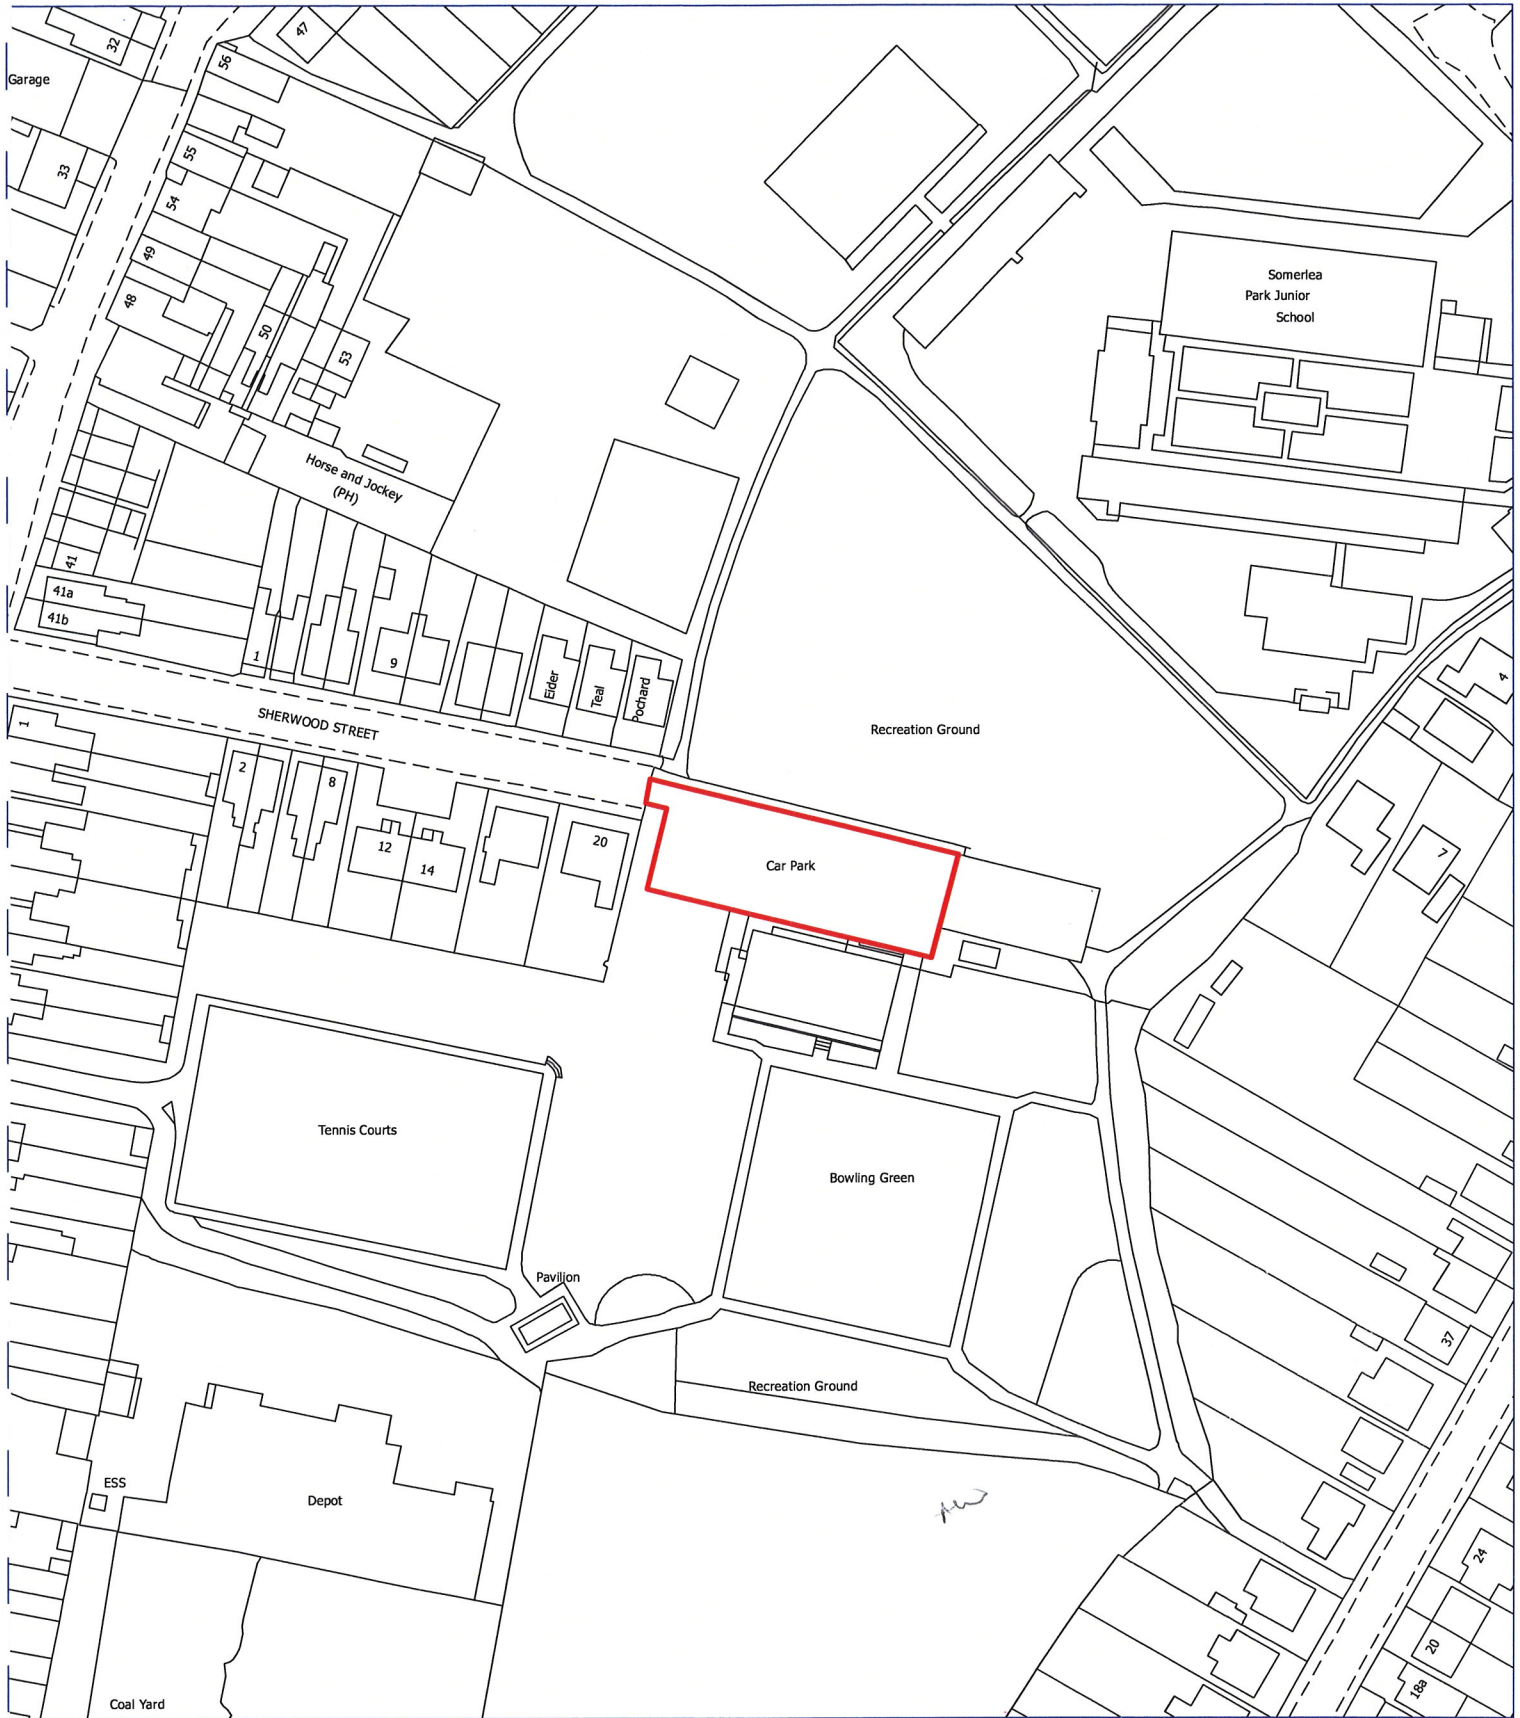 32
47
56
Garage
33
55
54
49
48
50
53
Somerlea
Park Junior
School
Horse and Jockey
(PH)
41
41a
41b
1
9
Eider
Teal
Pochard
4
SHERWOOD STREET
Recreation Ground
1
2
8
12
14
20
Car Park
7
Tennis Courts
Bowling Green
Pavilion
37
Recreation Ground
ESS
Depot
24
20
18a
Coal Yard